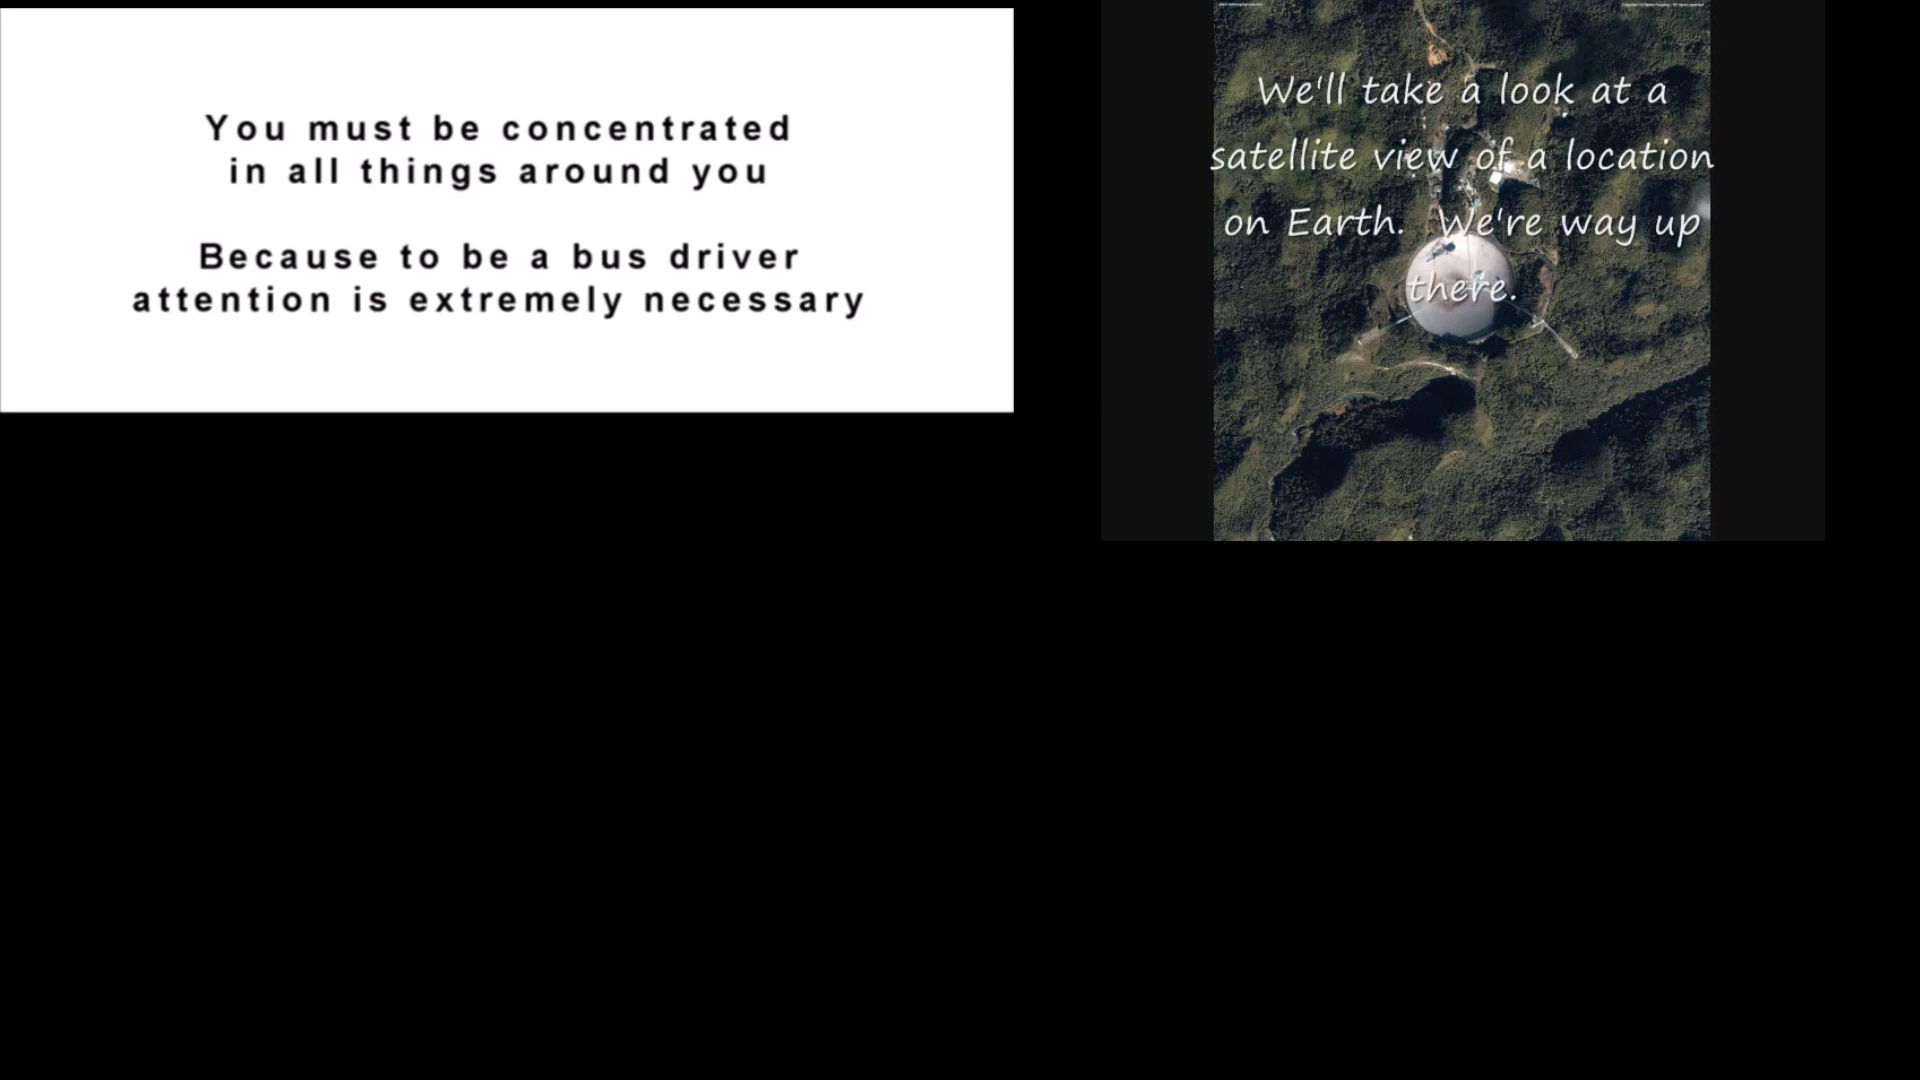 You must be concentrated
in all things around you
Because to be a bus driver
attention is extremely necessary
We'll take a look at a
satellite view of a location
on Earth. We're way up
there.